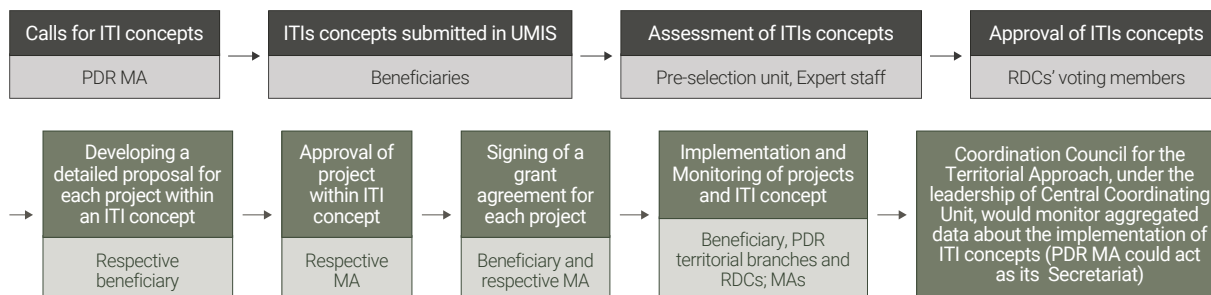 Calls for ITI concepts
PDR MA
ITIs concepts submitted in UMIS
Beneficiaries
Assessment of ITIs concepts
Pre-selection unit, Expert staff
Approval of ITIs concepts
RDCs' voting members
Developing a
detailed proposal for
each project within
an ITI concept
Respective
beneficiary
Approval of
project within
ITI concept
Respective
MA
Signing of a
grant
agreement for
each project
Beneficiary and
respective MA
Implementation and
Monitoring of projects
and ITI concept
Beneficiary, PDR
territorial branches and
RDCs; MAs
Coordination Council for the
Territorial Approach, under the
leadership of Central Coordinating
Unit, would monitor aggregated
data about the implementation of
ITI concepts (PDR MA could act
as its Secretariat)